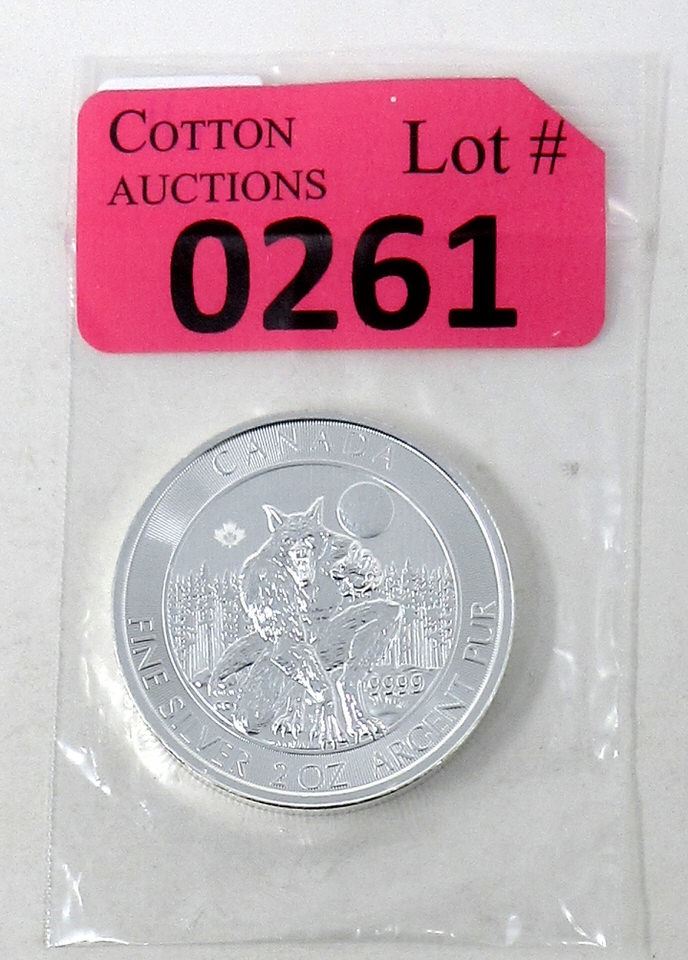 COTTON
AUCTIONS
Lot #
0261
CANADA
9999
FINE SILVER 2 OZ ARGENT PUR